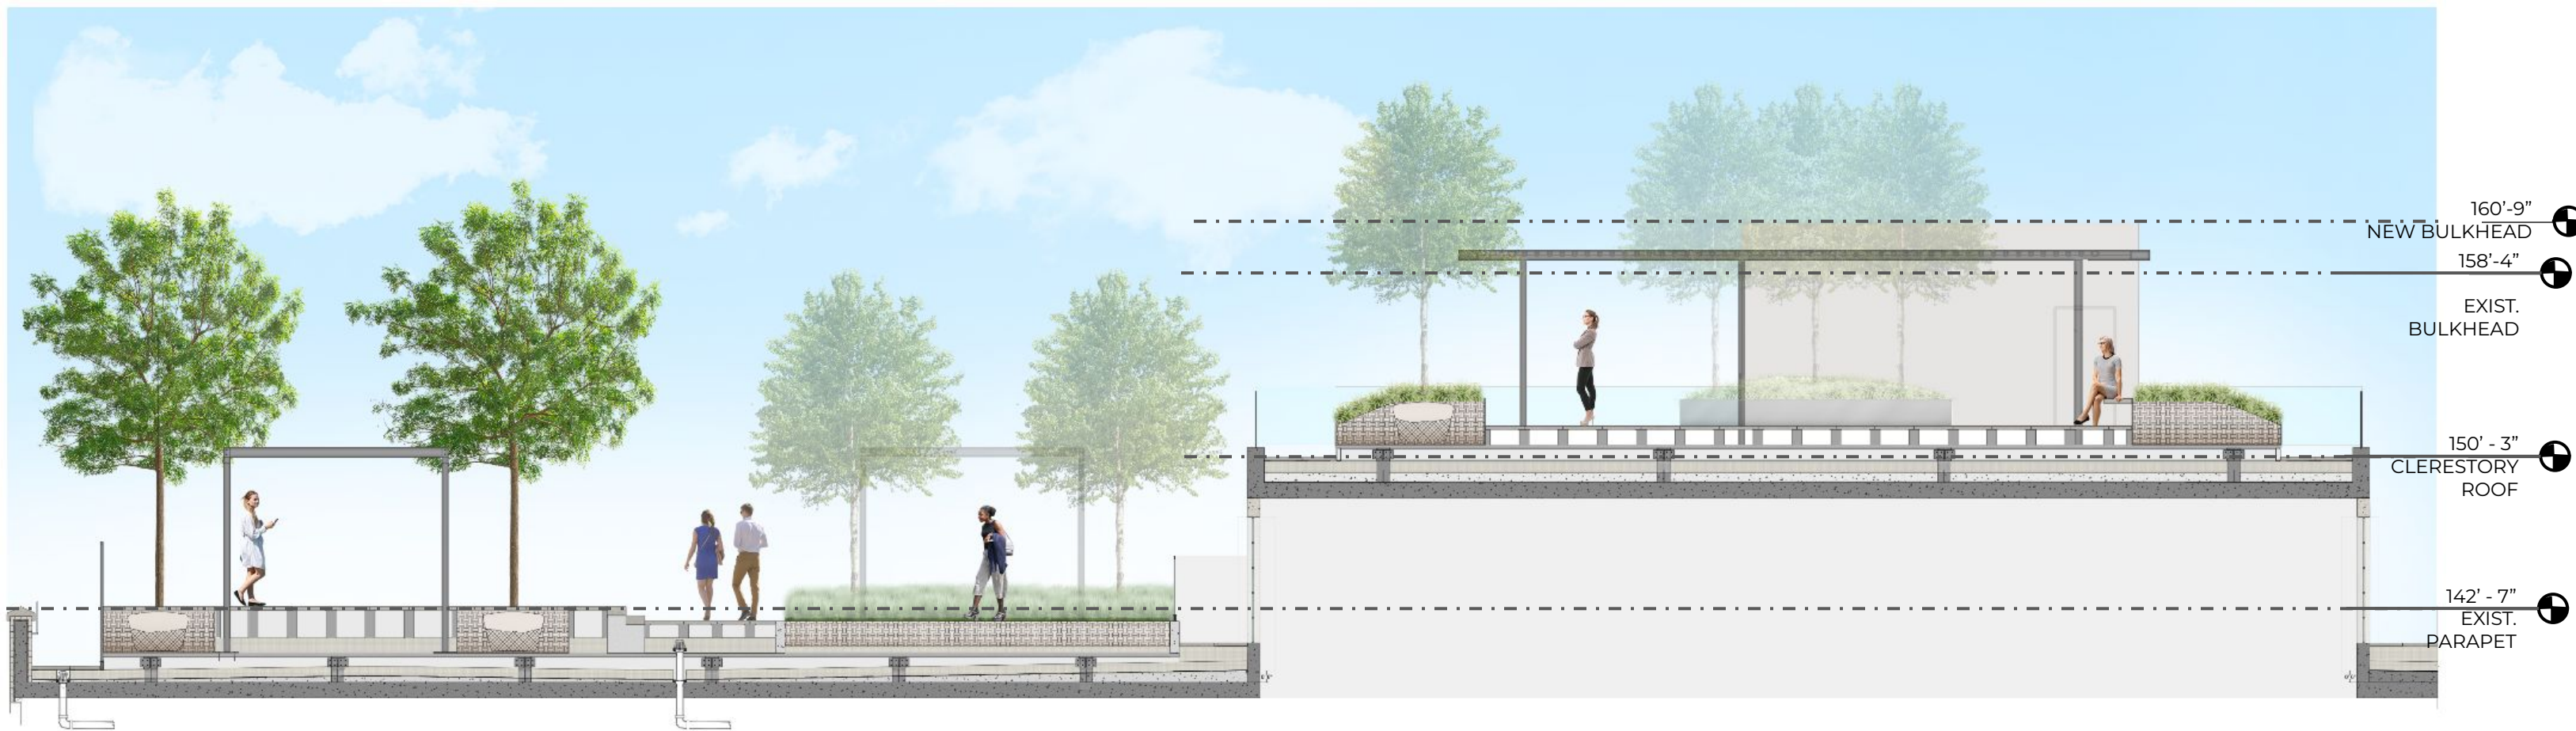 160’-9”
NEW BULKHEAD
158’-4”
EXIST.
BULKHEAD
150’ - 3”
CLERESTORY
ROOF
142’ - 7”
EXIST.
PARAPET